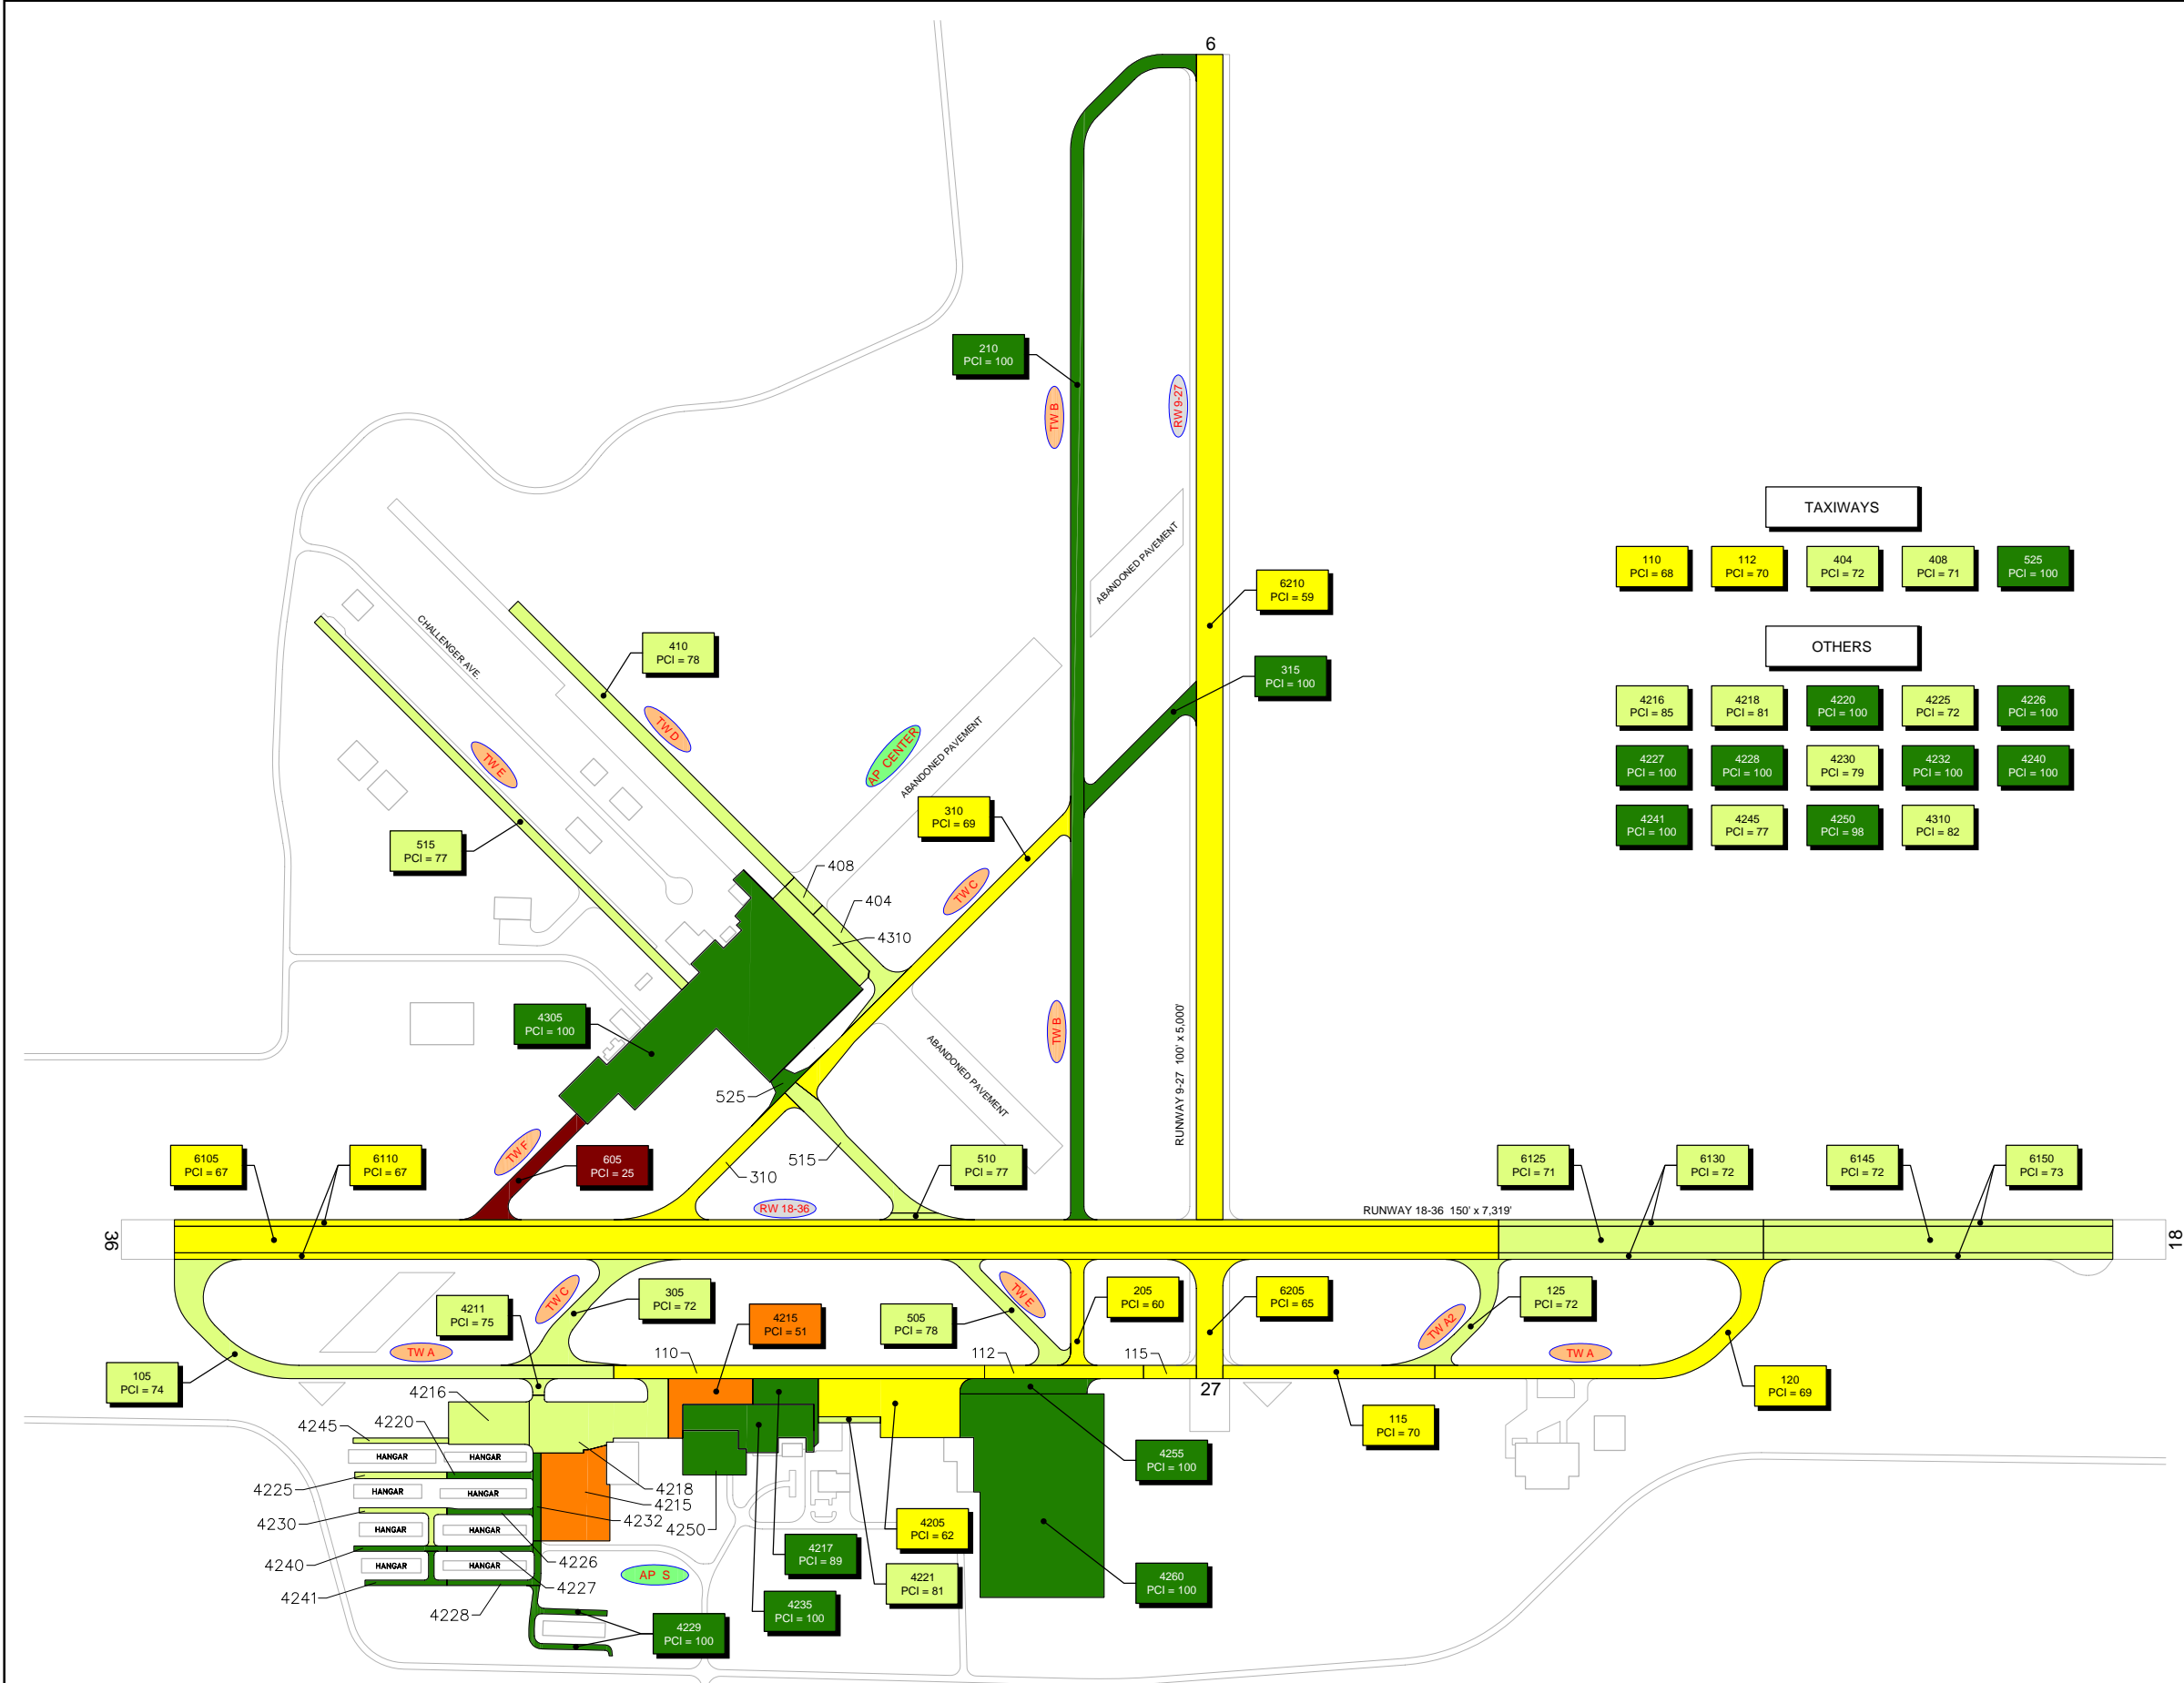 6
210
PCI = 100
TW B
RW 9-27
TAXIWAYS
110
PCI = 68
112
PCI = 70
404
PCI = 72
408
PCI = 71
525
PCI = 100
ABANDONED PAVEMENT
6210
PCI = 59
OTHERS
4216
PCI = 85
4218
PCI = 81
4220
PCI = 100
4225
PCI = 72
4226
PCI = 100
4227
PCI = 100
4228
PCI = 100
4230
PCI = 79
4232
PCI = 100
4240
PCI = 100
4241
PCI = 100
4245
PCI = 77
4250
PCI = 98
4310
PCI = 82
CHALLENGER AVE.
410
PCI = 78
315
PCI = 100
TW D
TW E
AP CENTER
ABANDONED PAVEMENT
310
PCI = 69
515
PCI = 77
408
TW C
404
4310
4305
PCI = 100
TW B
RUNWAY 9-27 100' x 5,000'
ABANDONED PAVEMENT
525
TW F
605
PCI = 25
515
310
510
PCI = 77
6105
PCI = 67
6110
PCI = 67
6125
PCI = 71
6130
PCI = 72
6145
PCI = 72
6150
PCI = 73
RW 18-36
RUNWAY 18-36 150' x 7,319'
36
18
TW C
305
PCI = 72
4211
PCI = 75
4215
PCI = 51
505
PCI = 78
TW E
205
PCI = 60
6205
PCI = 65
TW A2
125
PCI = 72
TW A
110
112
115
TW A
105
PCI = 74
27
120
PCI = 69
4216
4245
4220
115
PCI = 70
HANGAR
HANGAR
4255
PCI = 100
4225
HANGAR
HANGAR
4218
4215
4232
4250
4230
HANGAR
HANGAR
4205
PCI = 62
4217
PCI = 89
4240
HANGAR
HANGAR
4226
4227
AP S
4221
PCI = 81
4260
PCI = 100
4241
4228
4235
PCI = 100
4229
PCI = 100